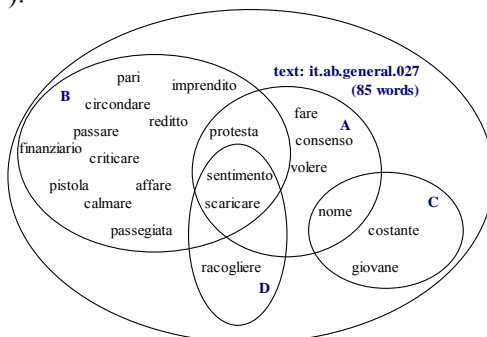 ).
text: it.ab.general.027
(85 words)
B
pari
imprendito
circondare
reditto
passare
finanziario
criticare
pistola
affare
calmare
passegiata
protesta
sentimento
scaricare
fare
A
consenso
volere
nome
C
costante
giovane
racogliere
D